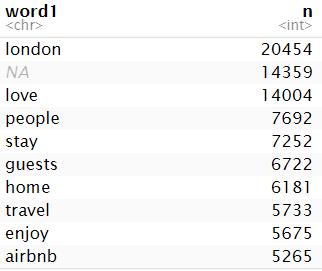 word1 n
<chr> <int>
london 20454
NA 14359
love 14004
people 7692
stay 7252
guests 6722
home 6181
travel 5733
enjoy 5675
airbnb 5265